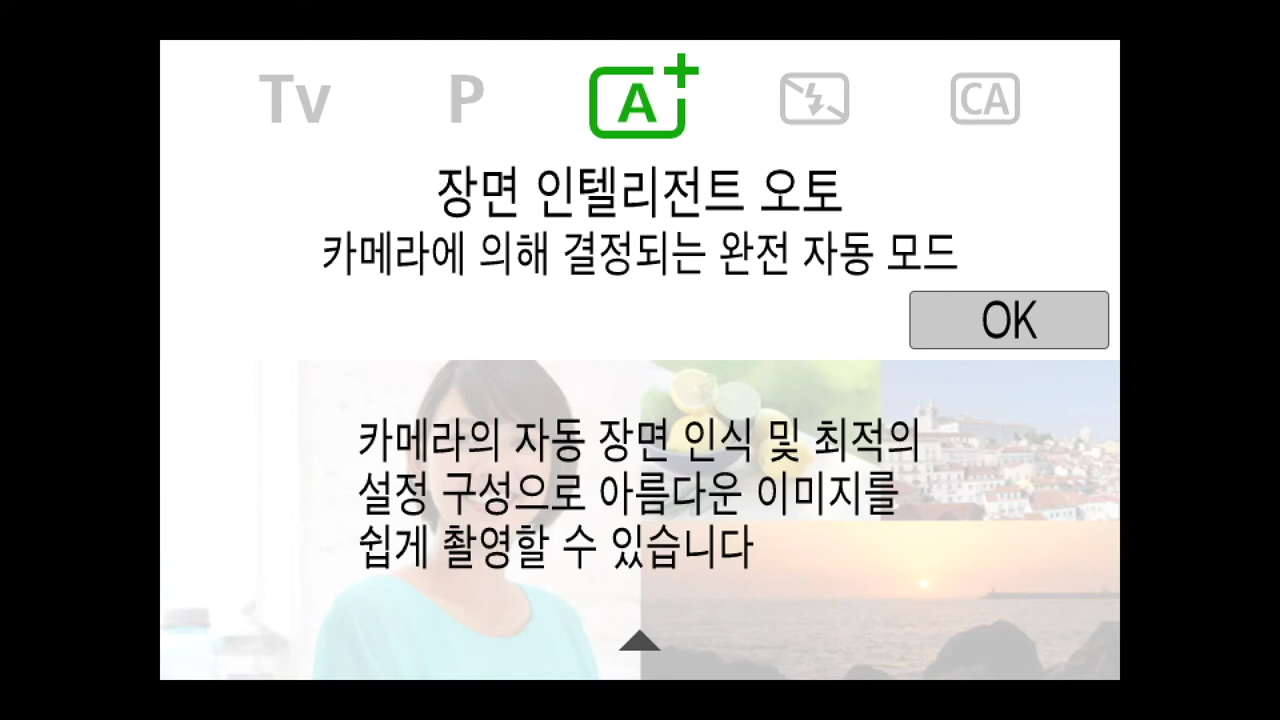 Tv P A+ CA
장면 인텔리전트 오토
카메라에 의해 결정되는 완전 자동 모드
OK
카메라의 자동 장면 인식 및 최적의
설정 구성으로 아름다운 이미지를
쉽게 촬영할 수 있습니다